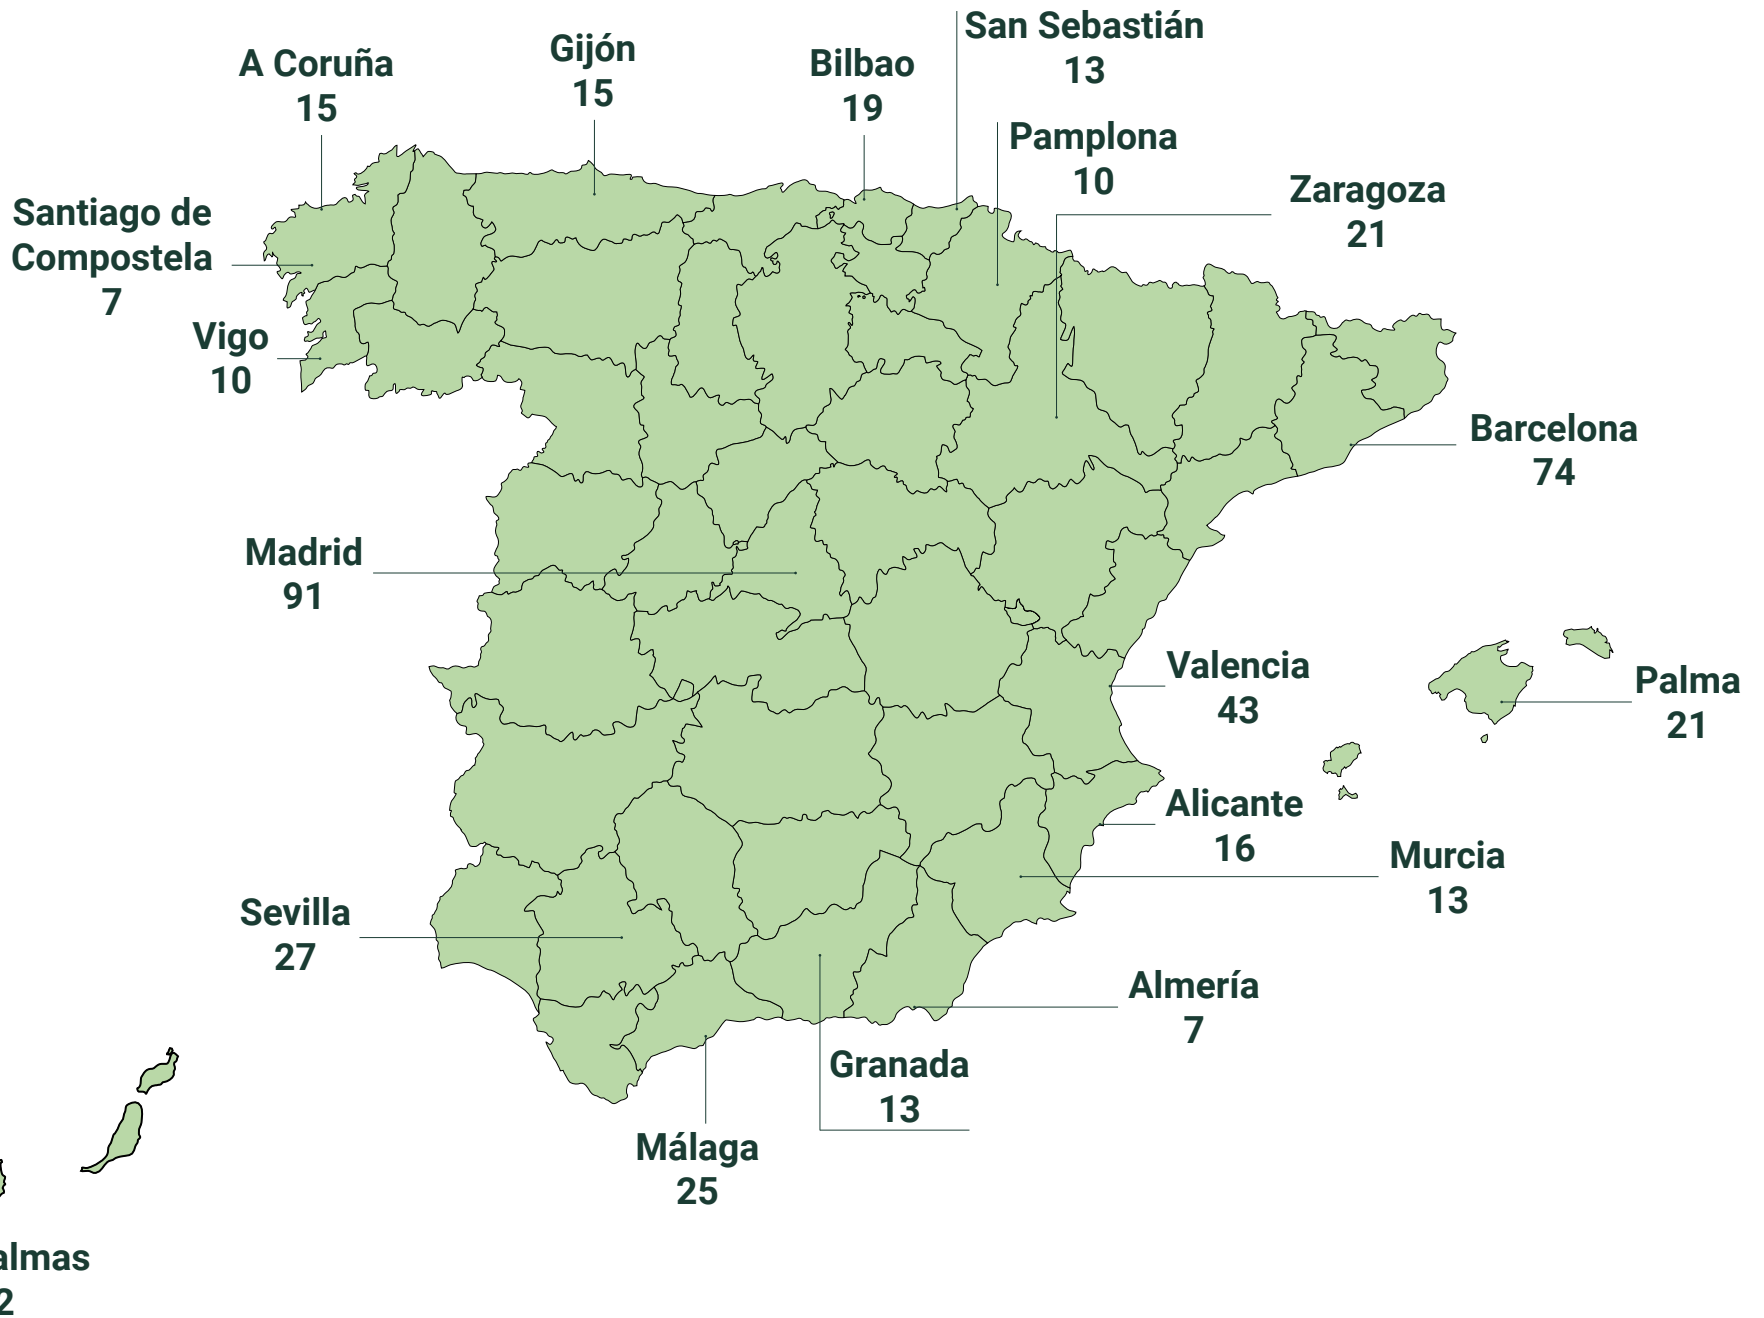 San Sebastián
13
Gijón
15
A Coruña
15
Bilbao
19
Pamplona
10
Zaragoza
21
Santiago de
Compostela
7
Vigo
10
Barcelona
74
Madrid
91
Valencia
43
Palma
21
Alicante
16
Murcia
13
Sevilla
27
Almería
7
Granada
13
Málaga
25
almas
2